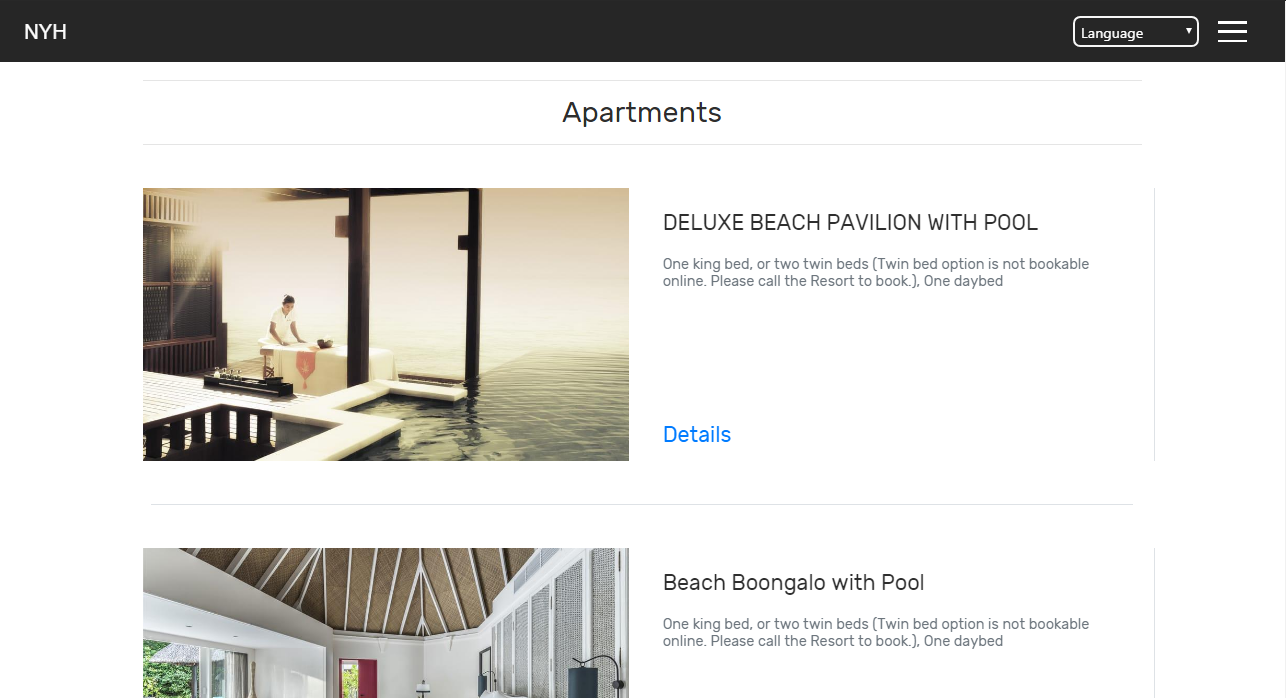 NYH
Language
Apartments
DELUXE BEACH PAVILION WITH POOL
One king bed, or two twin beds (Twin bed option is not bookable
online. Please call the Resort to book.), One daybed
Details
Beach Boongalo with Pool
One king bed, or two twin beds (Twin bed option is not bookable
online. Please call the Resort to book.), One daybed